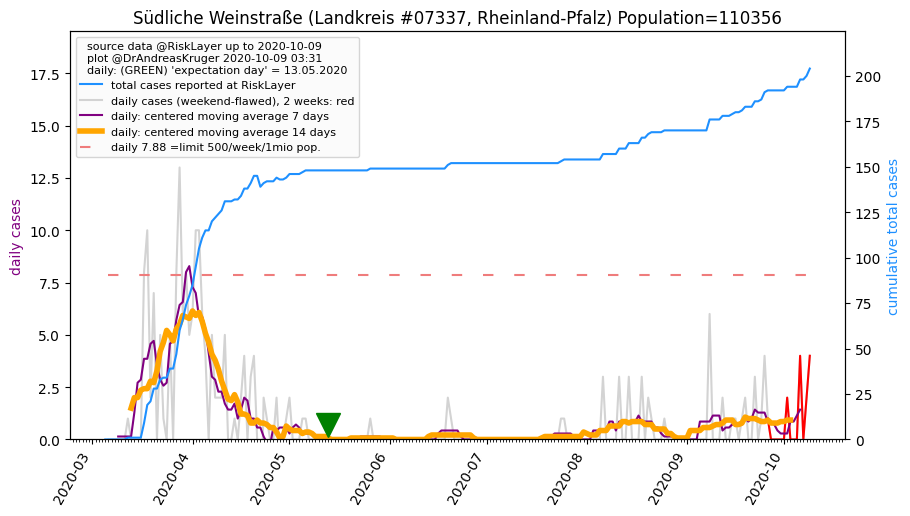 Südliche Weinstraße (Landkreis #07337, Rheinland-Pfalz) Population=110356
source data @RiskLayer up to 2020-10-09
plot @DrAndreasKruger 2020-10-09 03:31
daily: (GREEN) 'expectation day' = 13.05.2020
total cases reported at RiskLayer
daily cases (weekend-flawed), 2 weeks: red
daily: centered moving average 7 days
daily: centered moving average 14 days
daily 7.88 =limit 500/week/1mio pop.
daily cases
17.5
15.0
12.5
10.0
7.5
5.0
2.5
0.0
200
175
150
125
100
75
50
25
0
cumulative total cases
2020-03
2020-04
2020-05
2020-06
2020-07
2020-08
2020-09
2020-10